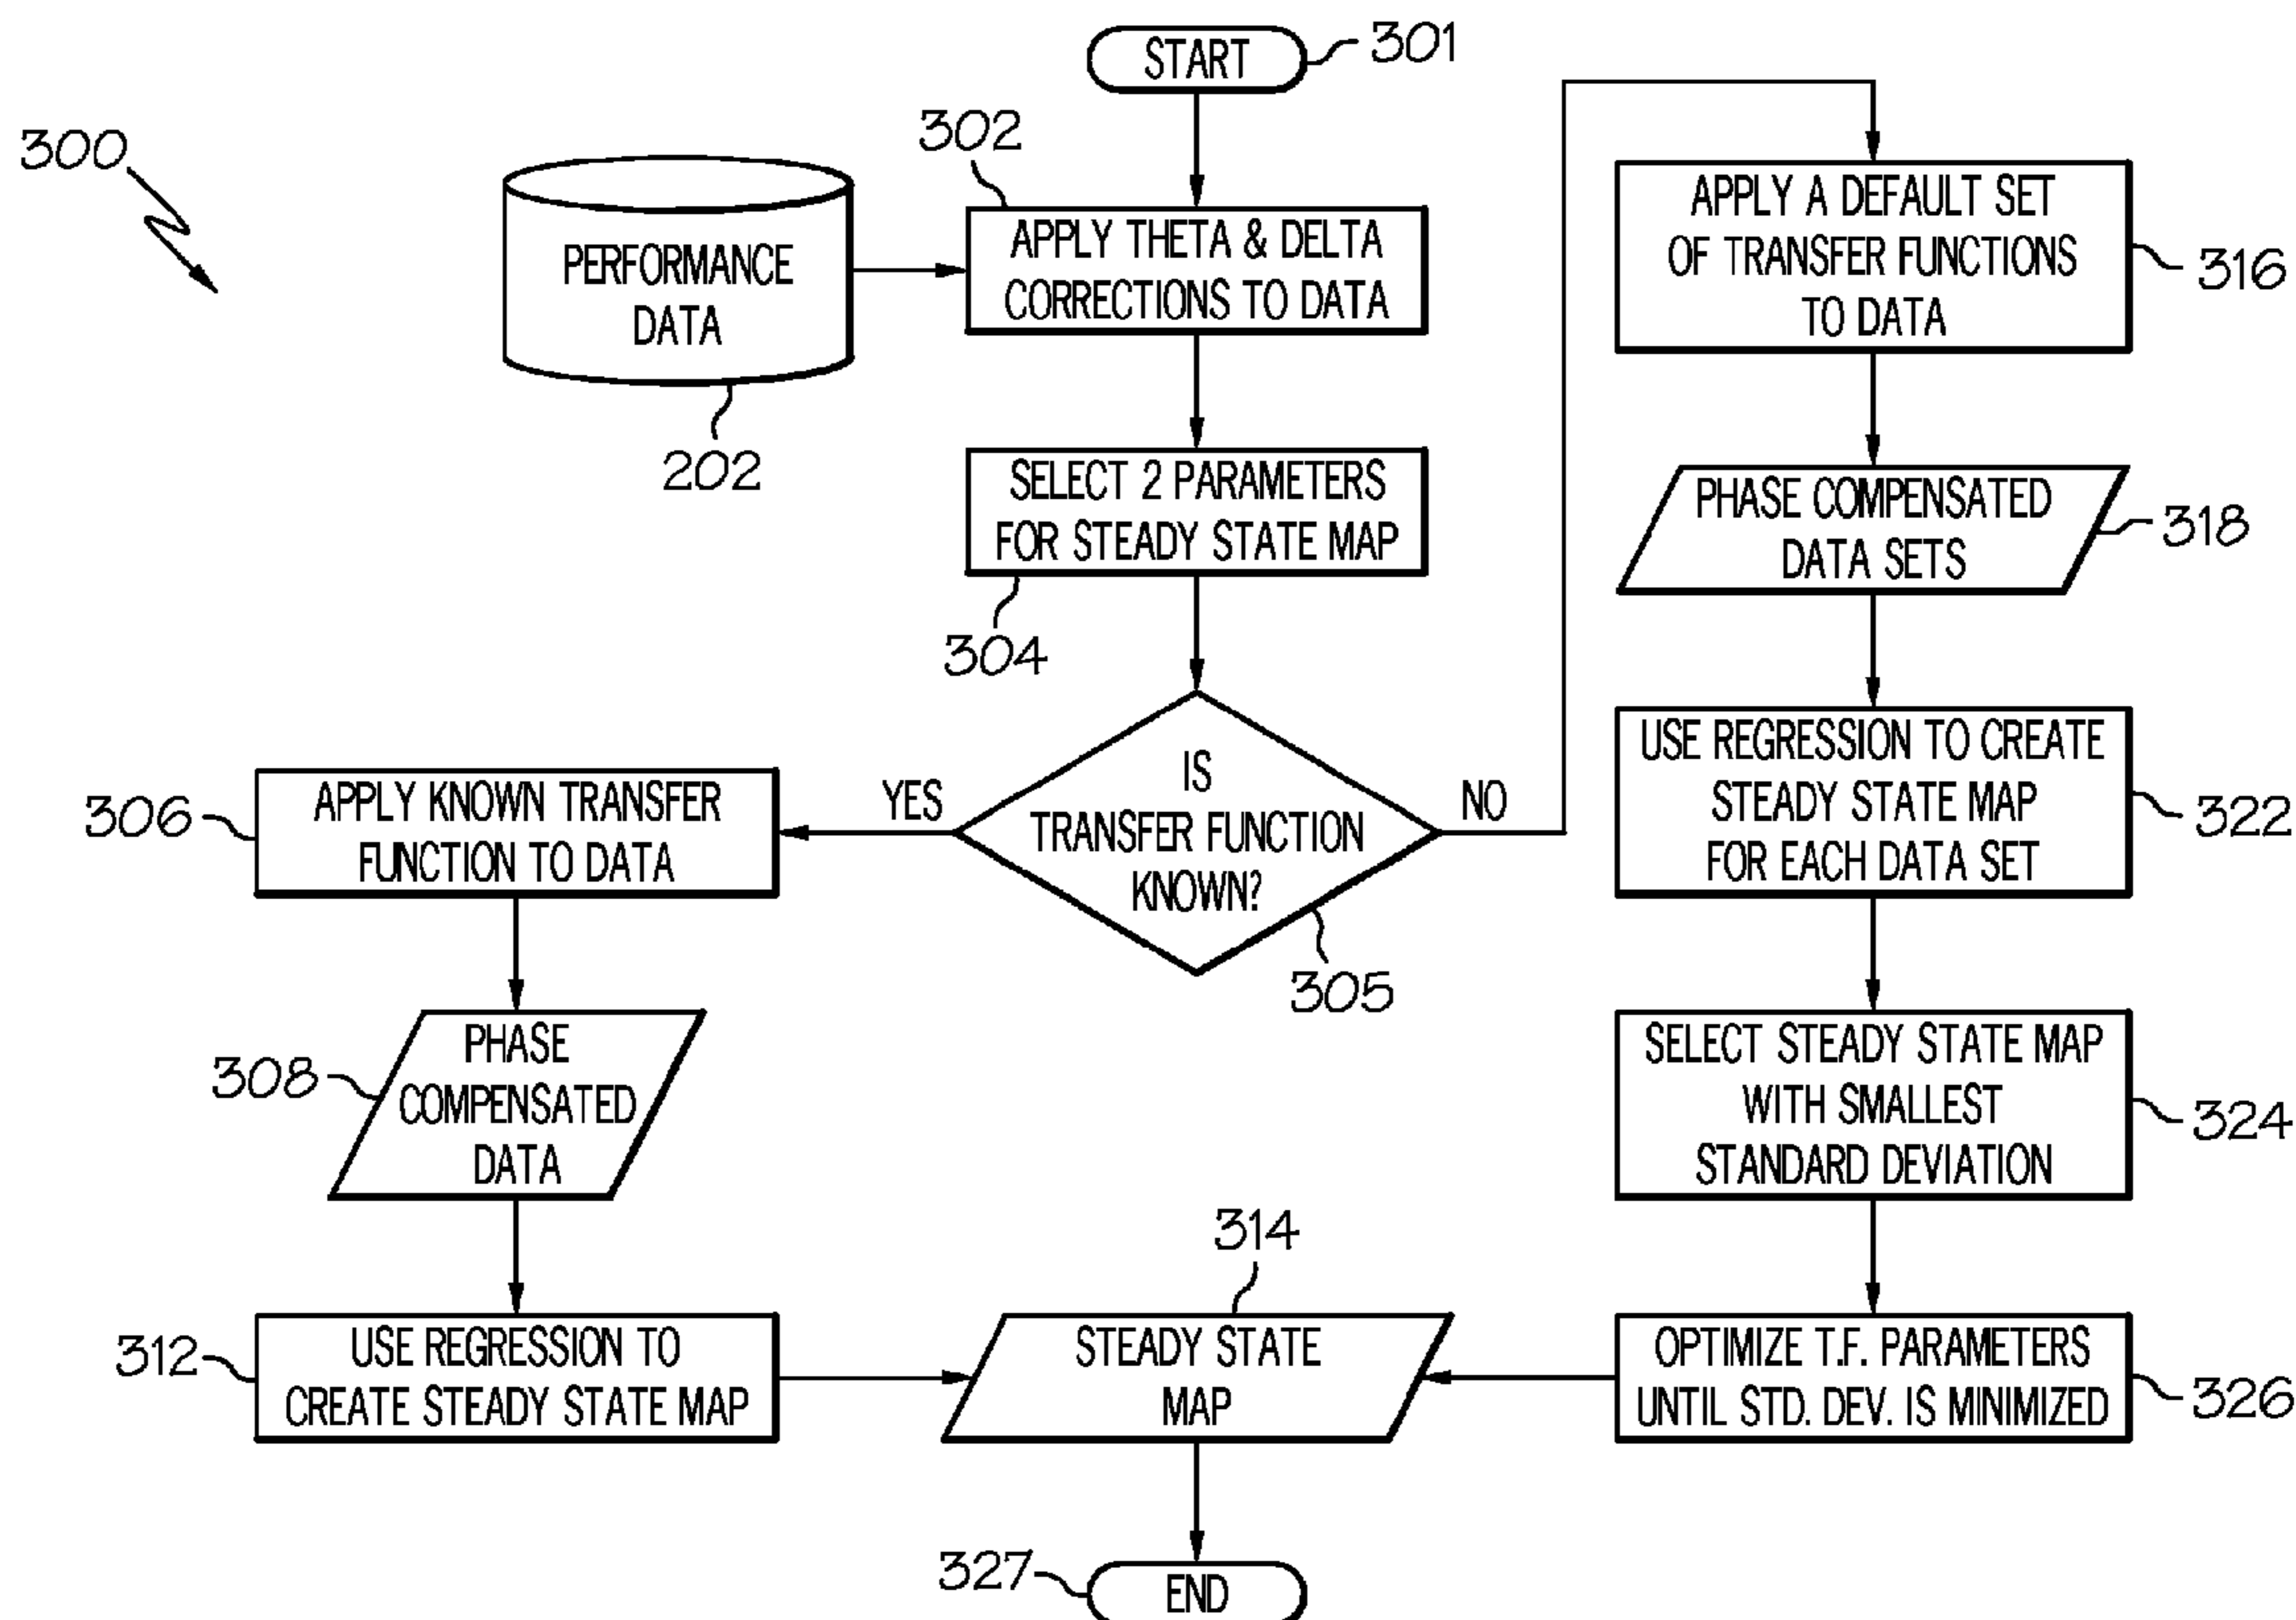 START
301
300
302
PERFORMANCE
DATA
202
APPLY THETA & DELTA
CORRECTIONS TO DATA
SELECT 2 PARAMETERS
FOR STEADY STATE MAP
304
IS
TRANSFER FUNCTION
KNOWN?
305
YES
NO
306
APPLY KNOWN TRANSFER
FUNCTION TO DATA
308
PHASE
COMPENSATED
DATA
312
USE REGRESSION TO
CREATE STEADY STATE MAP
APPLY A DEFAULT SET
OF TRANSFER FUNCTIONS
TO DATA
316
PHASE COMPENSATED
DATA SETS
318
USE REGRESSION TO CREATE
STEADY STATE MAP
FOR EACH DATA SET
322
SELECT STEADY STATE MAP
WITH SMALLEST
STANDARD DEVIATION
324
OPTIMIZE T.F. PARAMETERS
UNTIL STD. DEV. IS MINIMIZED
326
314
STEADY STATE
MAP
327
END